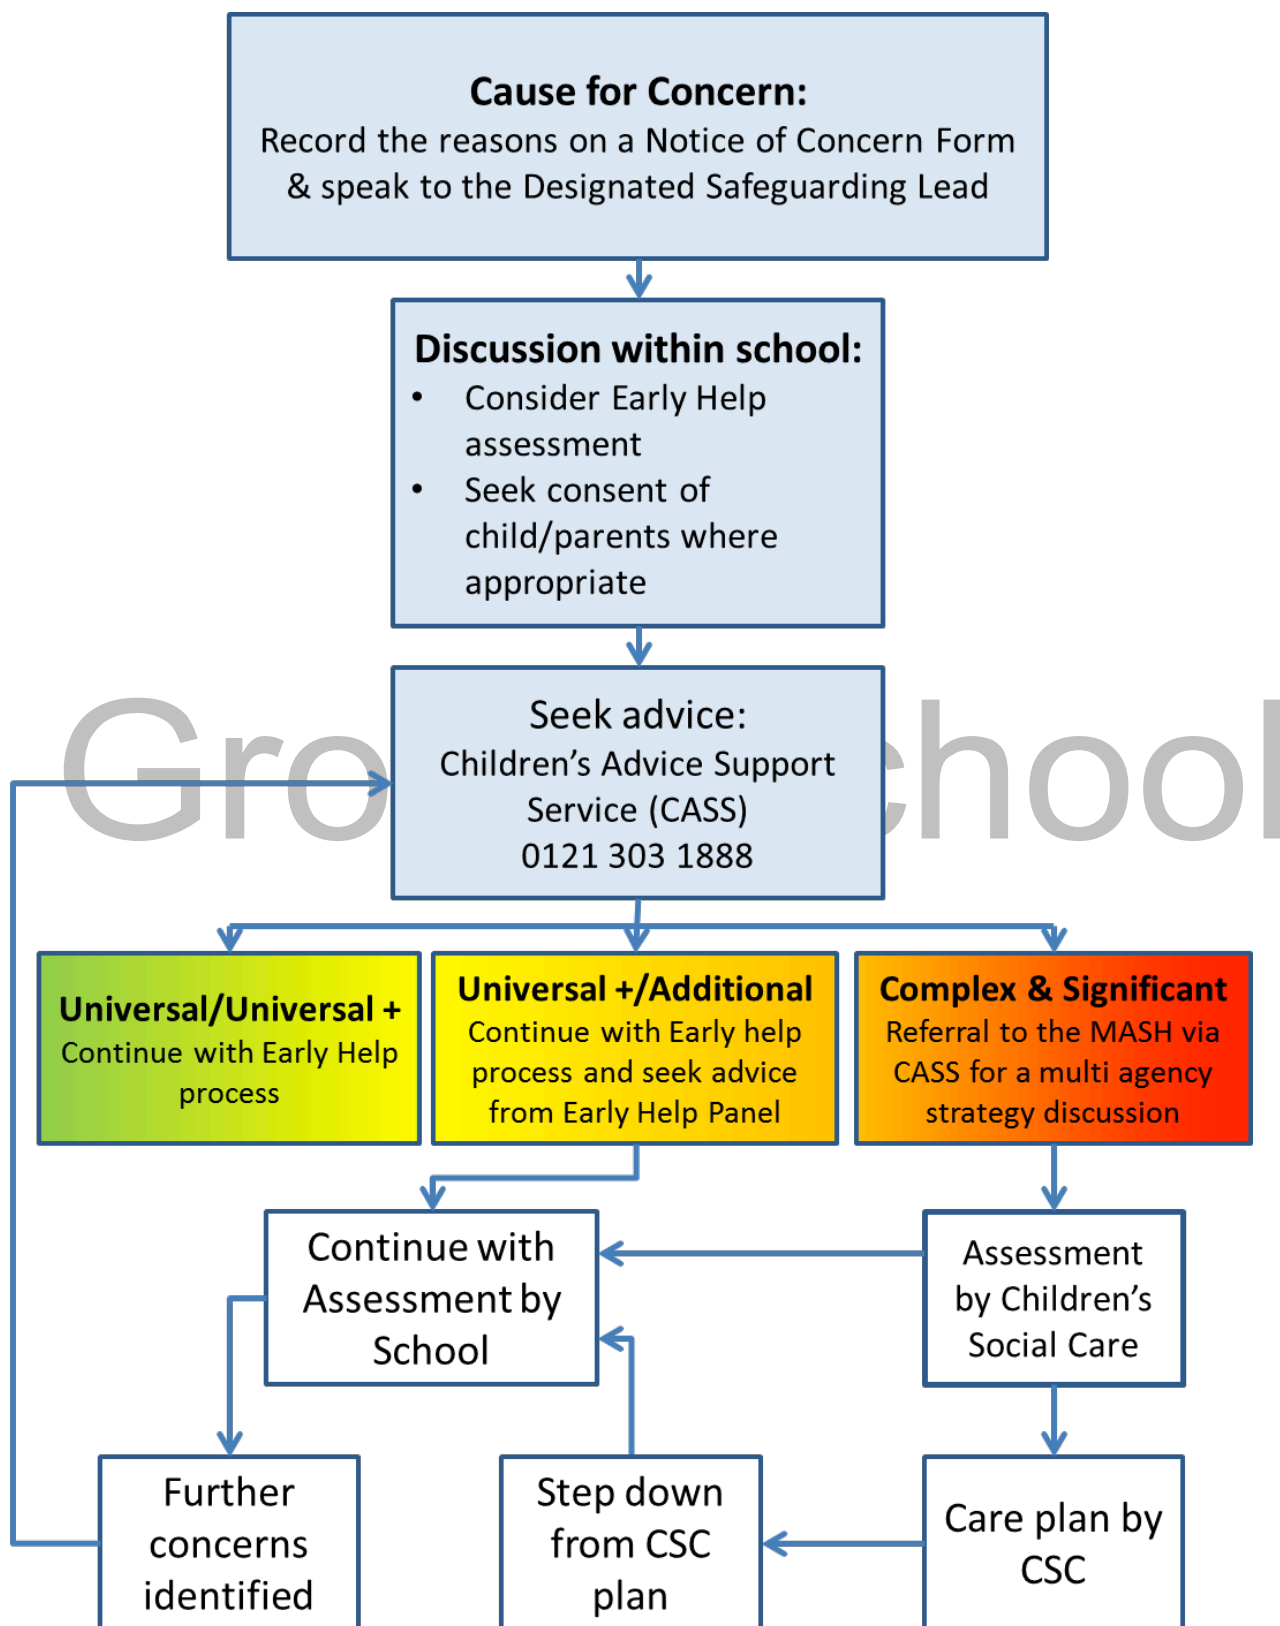 Cause for Concern:
Record the reasons on a Notice of Concern Form
& speak to the Designated Safeguarding Lead
Discussion within school:
• Consider Early Help
assessment
• Seek consent of
child/parents where
appropriate
Seek advice:
Children’s Advice Support
Service (CASS)
0121 303 1888
Universal/Universal +
Continue with Early Help
process
Universal +/Additional
Continue with Early help
process and seek advice
from Early Help Panel
Complex & Significant
Referral to the MASH via
CASS for a multi agency
strategy discussion
Continue with
Assessment by
School
Assessment
by Children’s
Social Care
Further
concerns
identified
Step down
from CSC
plan
Care plan by
CSC